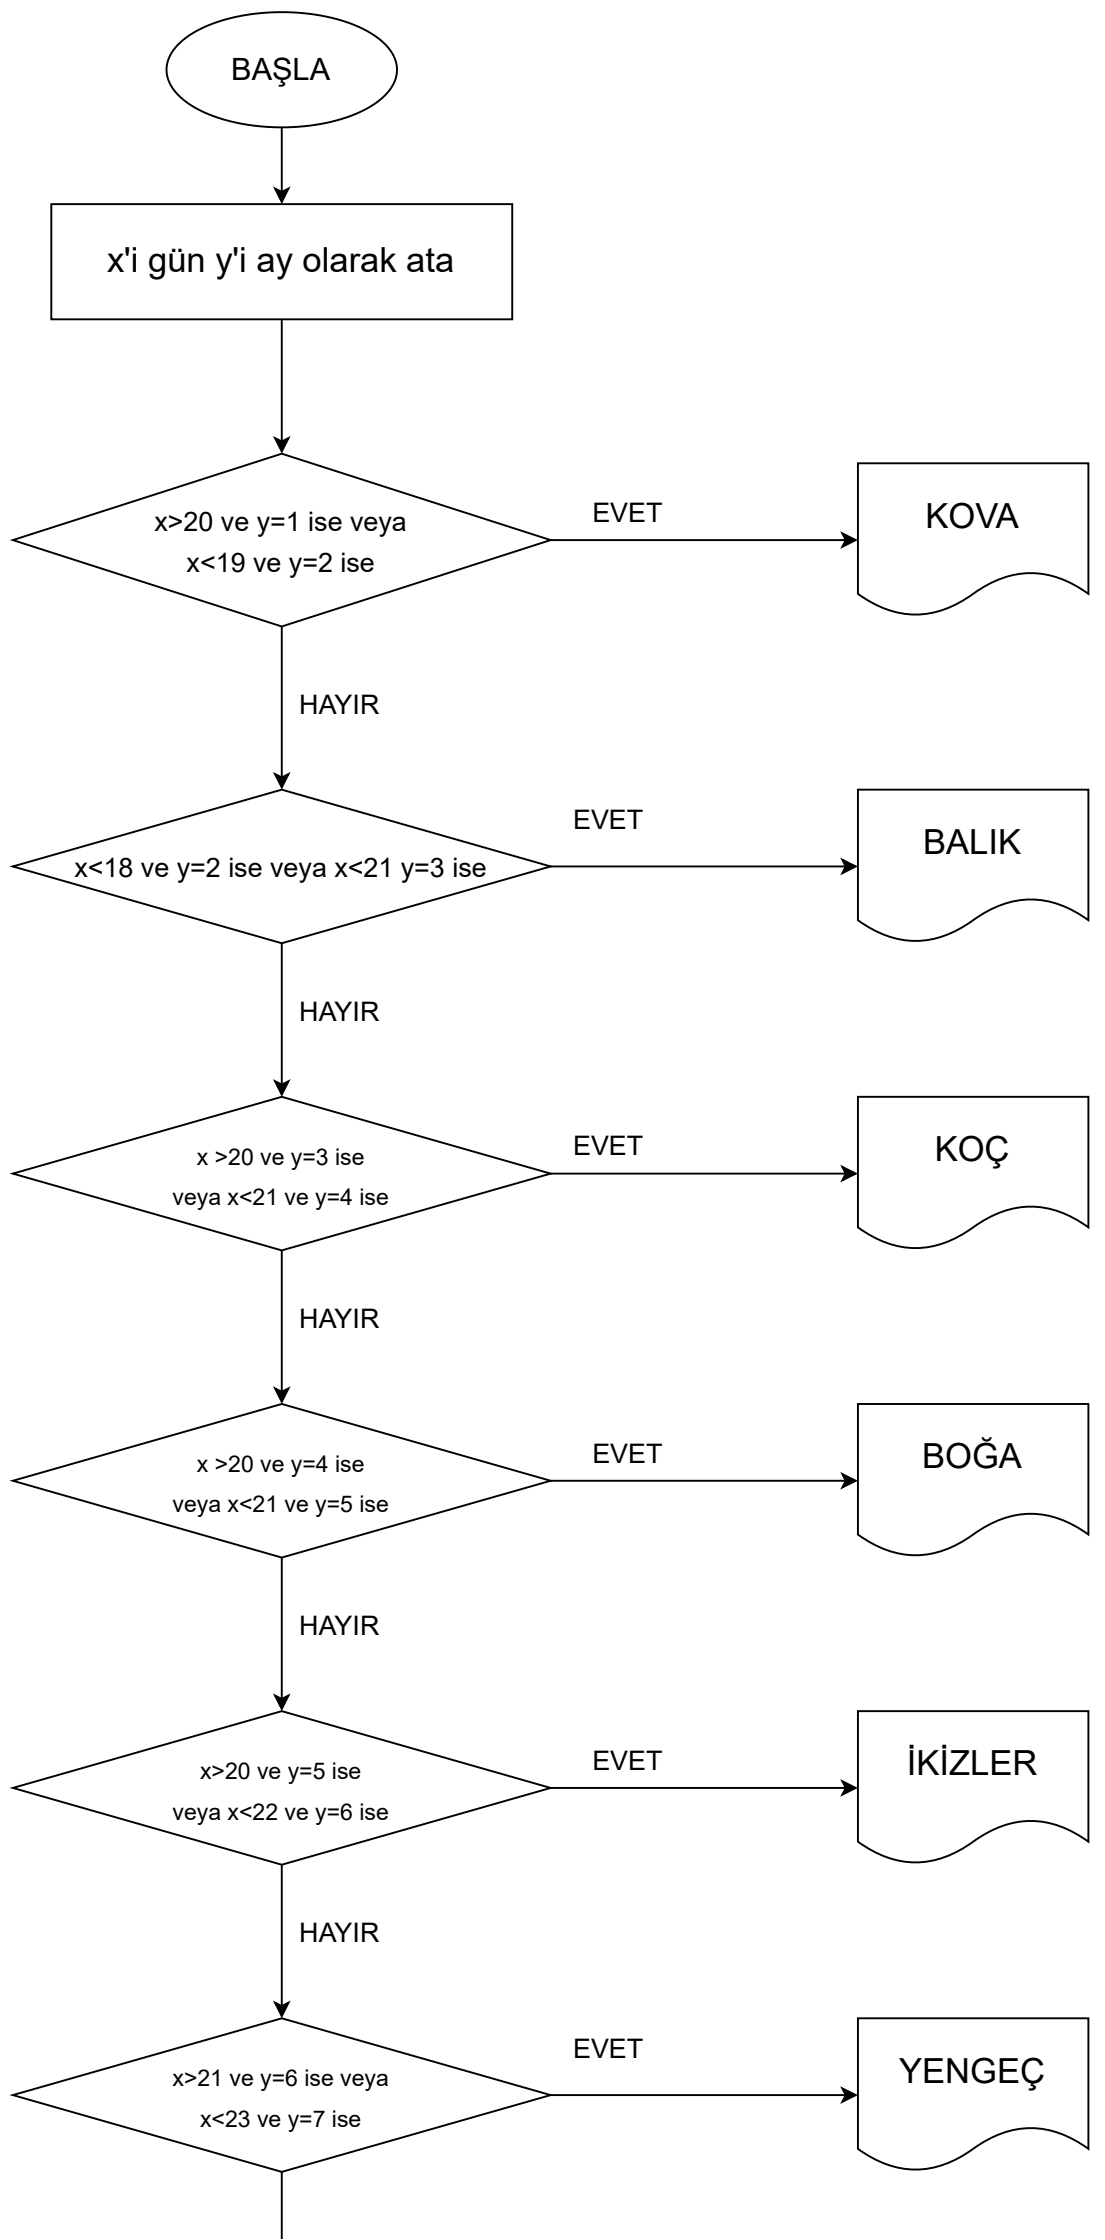 BAŞLA
x'i gün y'i ay olarak ata
x>20 ve y=1 ise veya
x<19 ve y=2 ise
EVET
KOVA
HAYIR
x<18 ve y=2 ise veya x<21 y=3 ise
EVET
BALIK
HAYIR
x >20 ve y=3 ise
veya x<21 ve y=4 ise
EVET
KOÇ
HAYIR
x >20 ve y=4 ise
veya x<21 ve y=5 ise
EVET
BOĞA
HAYIR
x>20 ve y=5 ise
veya x<22 ve y=6 ise
EVET
İKİZLER
HAYIR
x>21 ve y=6 ise veya
x<23 ve y=7 ise
EVET
YENGEÇ